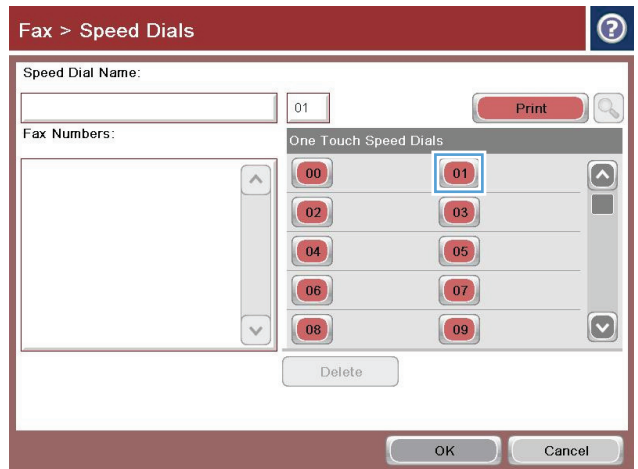 Fax > Speed Dials
?
Speed Dial Name:
01
Print
Fax Numbers:
One Touch Speed Dials
00 01
02 03
04 05
06 07
08 09
Delete
OK Cancel